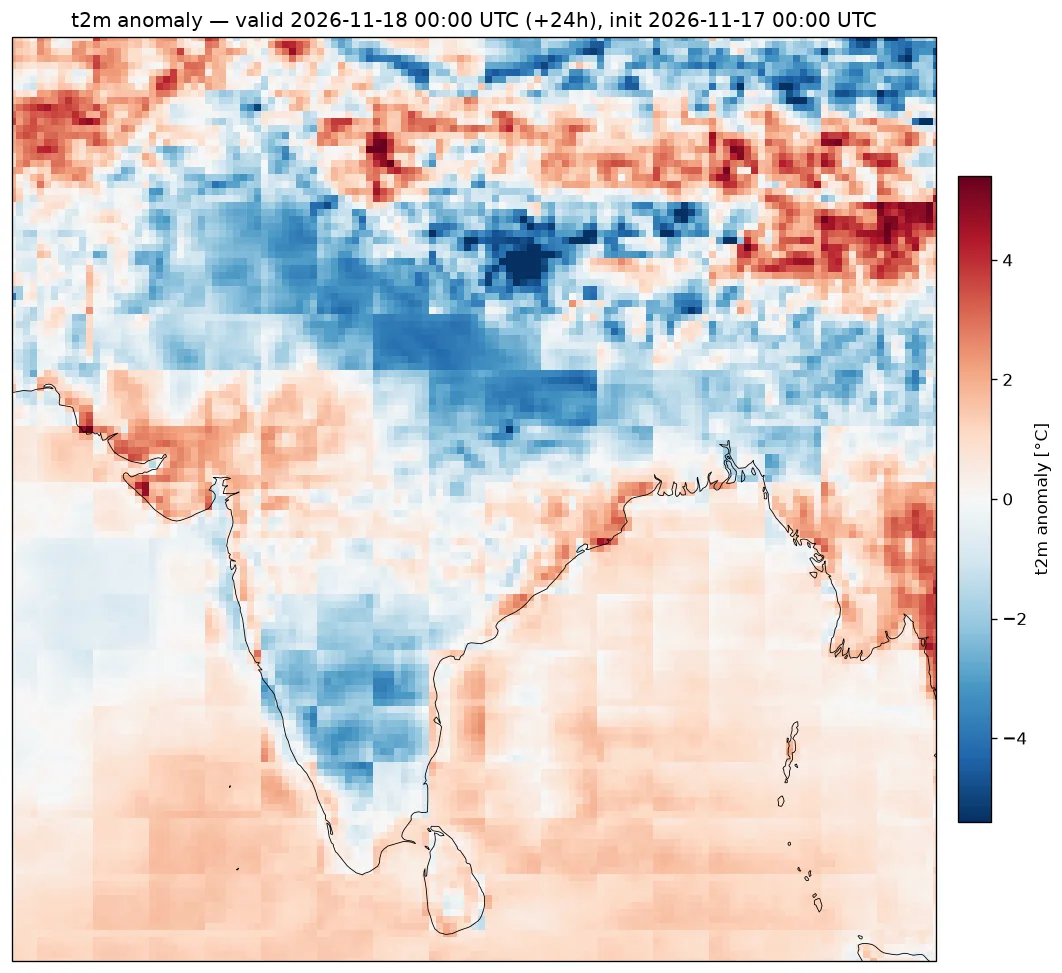 t2m anomaly — valid 2026-11-18 00:00 UTC (+24h), init 2026-11-17 00:00 UTC
4
2
0
−2
−4
t2m anomaly [°C]